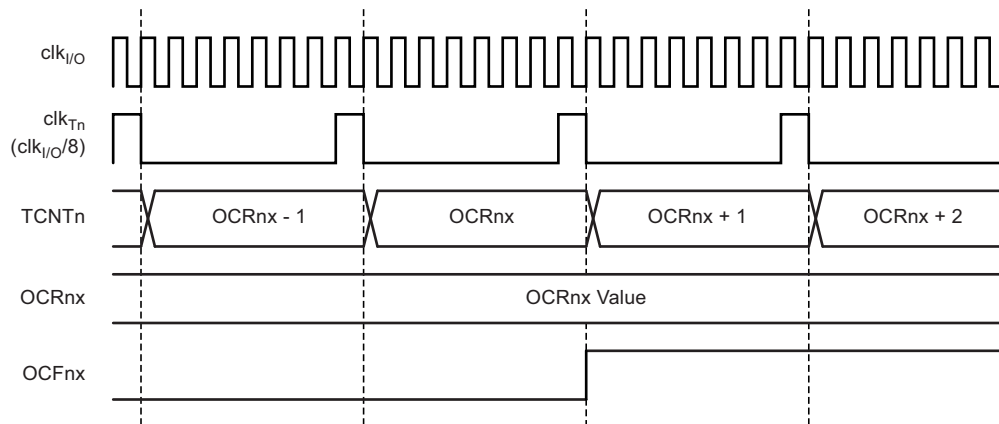 clkI/O
clkTn
(clkI/O/8)
TCNTn
OCRnx - 1
OCRnx
OCRnx + 1
OCRnx + 2
OCRnx
OCRnx Value
OCFnx